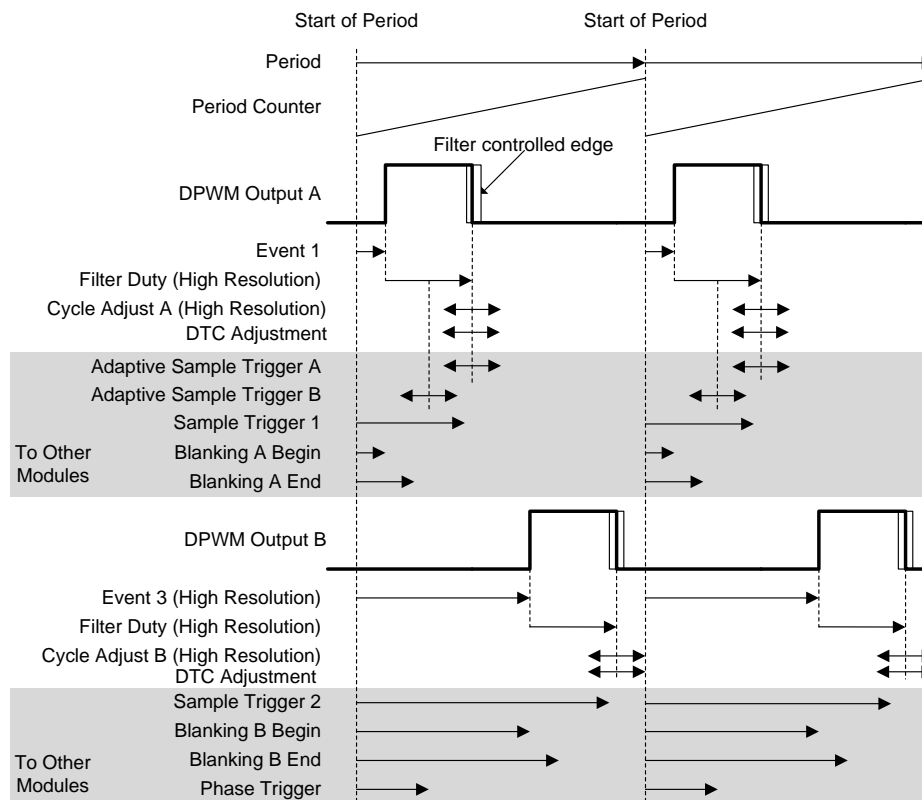 Start of Period
Start of Period
Period
Period Counter
Filter controlled edge
DPWM Output A
Event 1
Filter Duty (High Resolution)
Cycle Adjust A (High Resolution)
DTC Adjustment
Adaptive Sample Trigger A
Adaptive Sample Trigger B
Sample Trigger 1
To Other
Modules
Blanking A Begin
Blanking A End
DPWM Output B
Event 3 (High Resolution)
Filter Duty (High Resolution)
Cycle Adjust B (High Resolution)
DTC Adjustment
Sample Trigger 2
Blanking B Begin
To Other
Modules
Blanking B End
Phase Trigger